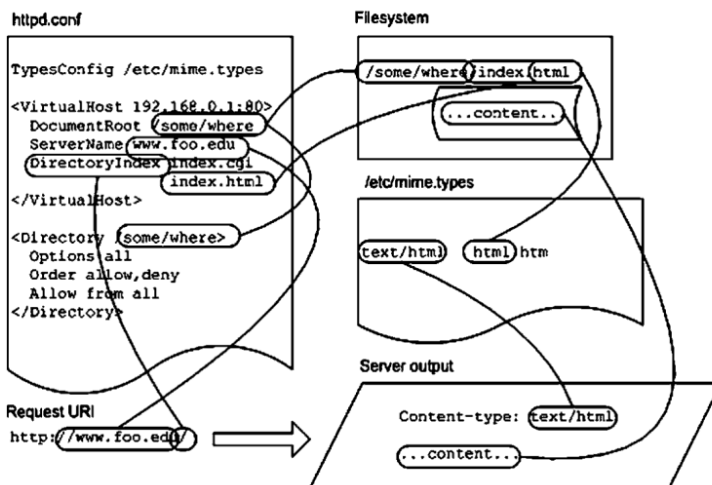 httpd.conf
TypesConfig /etc/mime.types
<VirtualHost 192.168.0.1:80>
DocumentRoot /some/where
ServerName www.foo.edu
DirectoryIndex index.cgi
index.html
</VirtualHost>
<Directory /some/where>
Options all
Order allow,deny
Allow from all
</Directory>
Request URI
http://www.foo.edu/
Filesystem
/some/where/index.html
...content...
/etc/mime.types
text/html html htm
Server output
Content-type: text/html
...content...